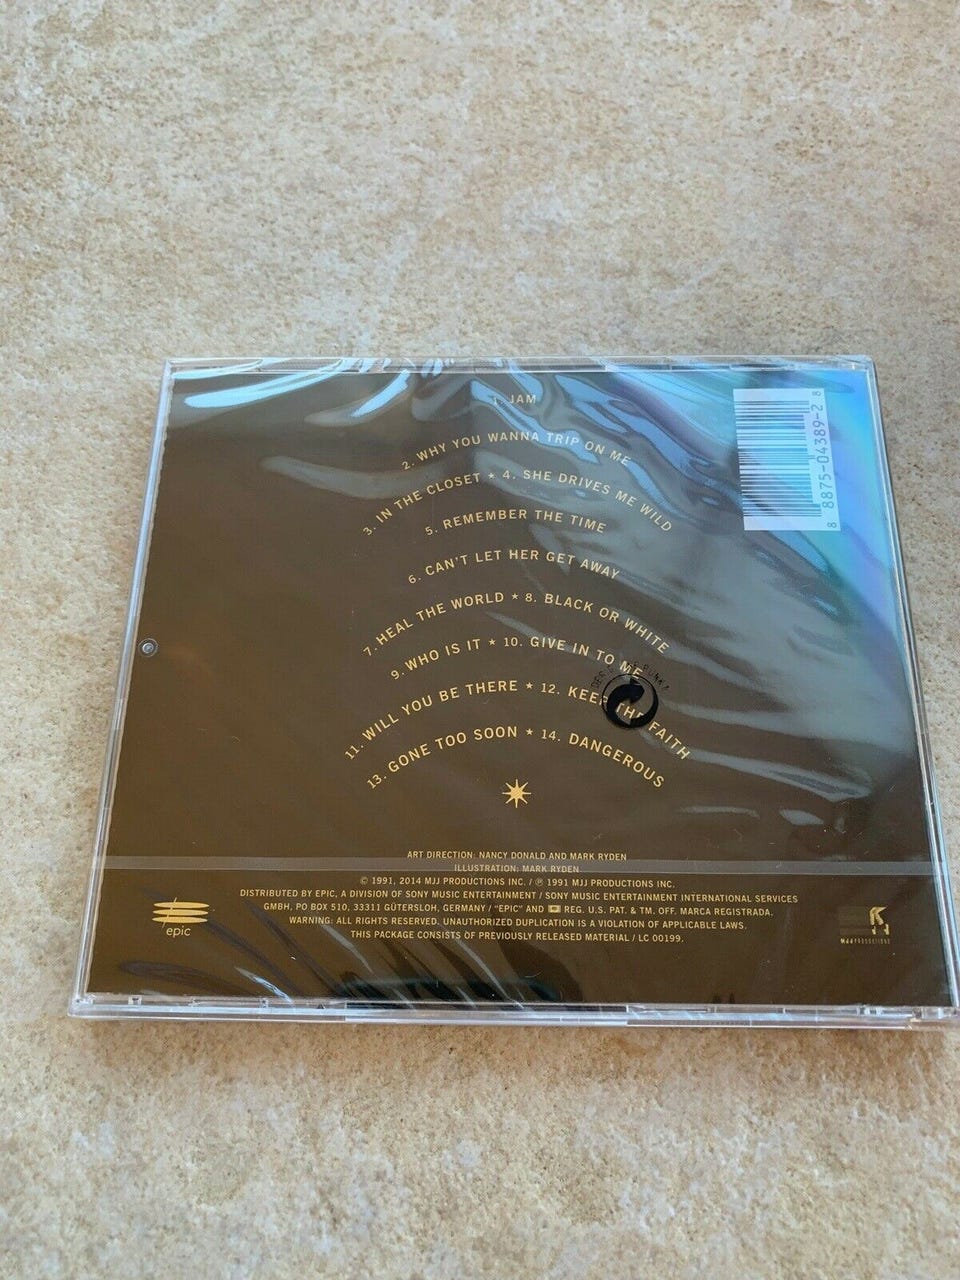 1. JAM
2. WHY YOU WANNA TRIP ON ME
3. IN THE CLOSET ★ 4. SHE DRIVES ME WILD
5. REMEMBER THE TIME
6. CAN'T LET HER GET AWAY
7. HEAL THE WORLD ★ 8. BLACK OR WHITE
9. WHO IS IT ★ 10. GIVE IN TO ME
11. WILL YOU BE THERE ★ 12. KEEP THE FAITH
13. GONE TOO SOON ★ 14. DANGEROUS
8 8875-04389-2 8
ART DIRECTION: NANCY DONALD AND MARK RYDEN
ILLUSTRATION: MARK RYDEN
© 1991, 2014 MJJ PRODUCTIONS INC. / ℗ 1991 MJJ PRODUCTIONS INC.
DISTRIBUTED BY EPIC, A DIVISION OF SONY MUSIC ENTERTAINMENT / SONY MUSIC ENTERTAINMENT INTERNATIONAL SERVICES
GMBH, PO BOX 510, 33311 GÜTERSLOH, GERMANY / "EPIC" AND REG. U.S. PAT. & TM. OFF. MARCA REGISTRADA.
WARNING: ALL RIGHTS RESERVED. UNAUTHORIZED DUPLICATION IS A VIOLATION OF APPLICABLE LAWS.
THIS PACKAGE CONSISTS OF PREVIOUSLY RELEASED MATERIAL / LC 00199.
epic
MJJ PRODUCTIONS